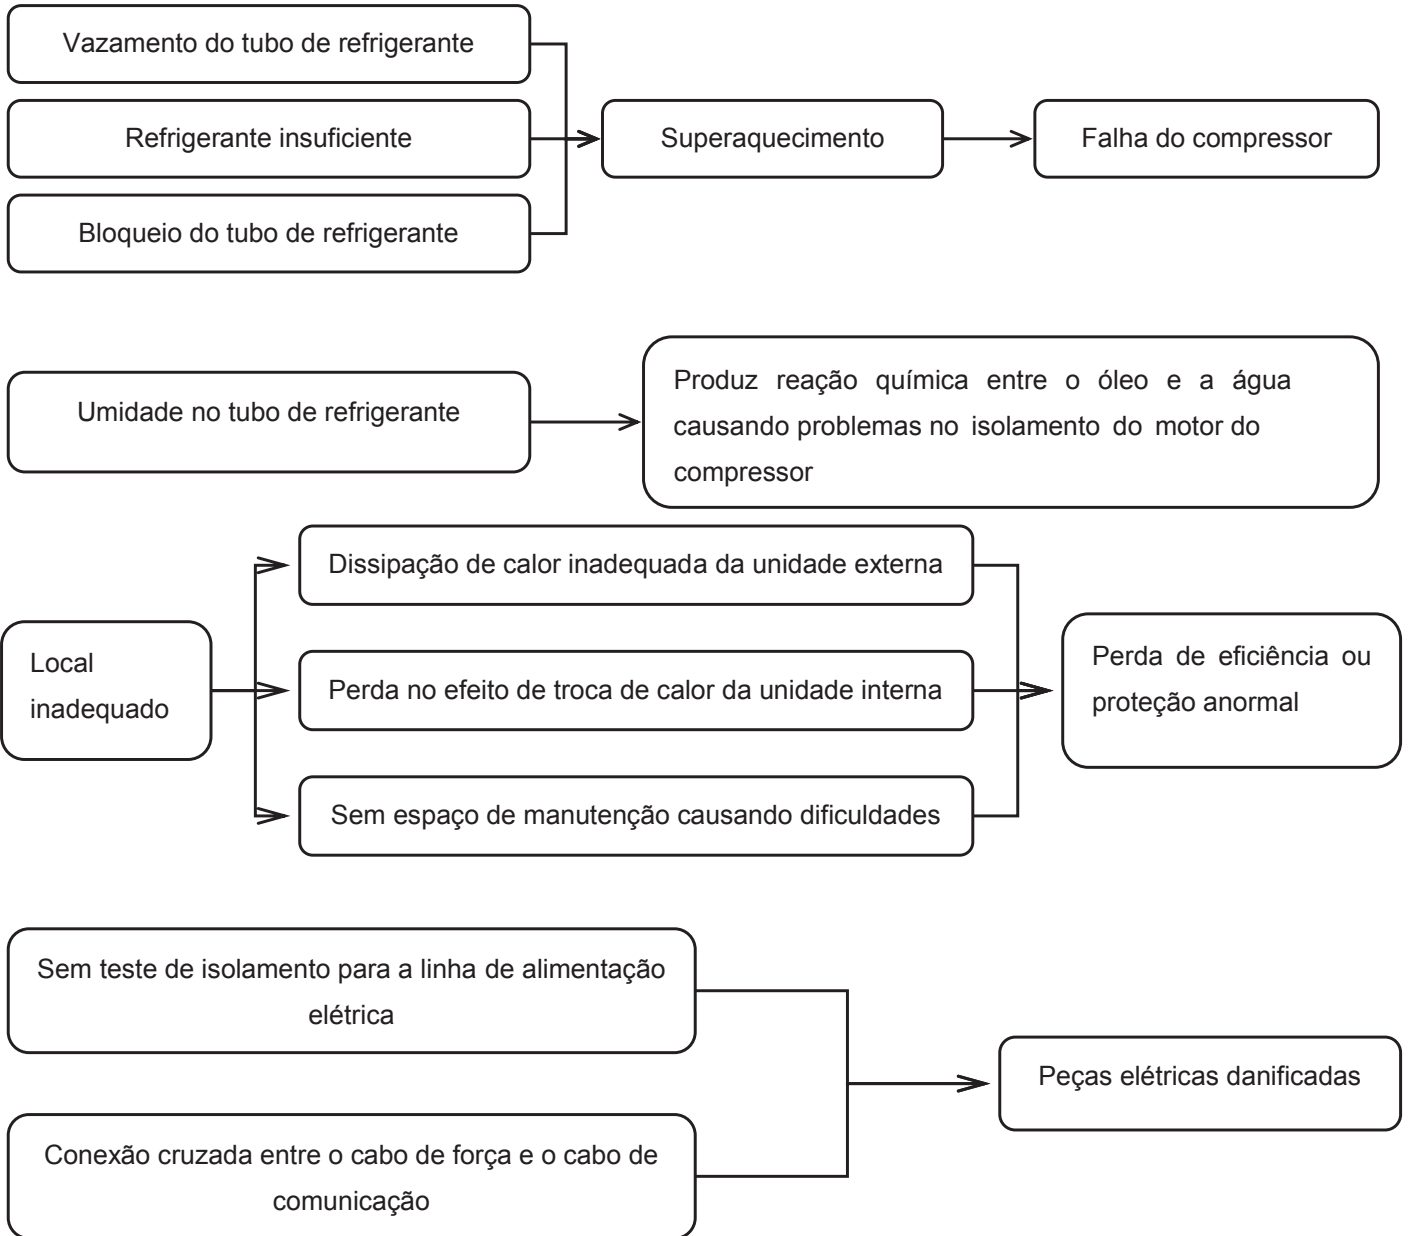 Vazamento do tubo de refrigerante
Refrigerante insuficiente
Superaquecimento
Falha do compressor
Bloqueio do tubo de refrigerante
Umidade no tubo de refrigerante
Produz reação química entre o óleo e a água
causando problemas no isolamento do motor do
compressor
Local
inadequado
Dissipação de calor inadequada da unidade externa
Perda no efeito de troca de calor da unidade interna
Sem espaço de manutenção causando dificuldades
Perda de eficiência ou
proteção anormal
Sem teste de isolamento para a linha de alimentação
elétrica
Conexão cruzada entre o cabo de força e o cabo de
comunicação
Peças elétricas danificadas